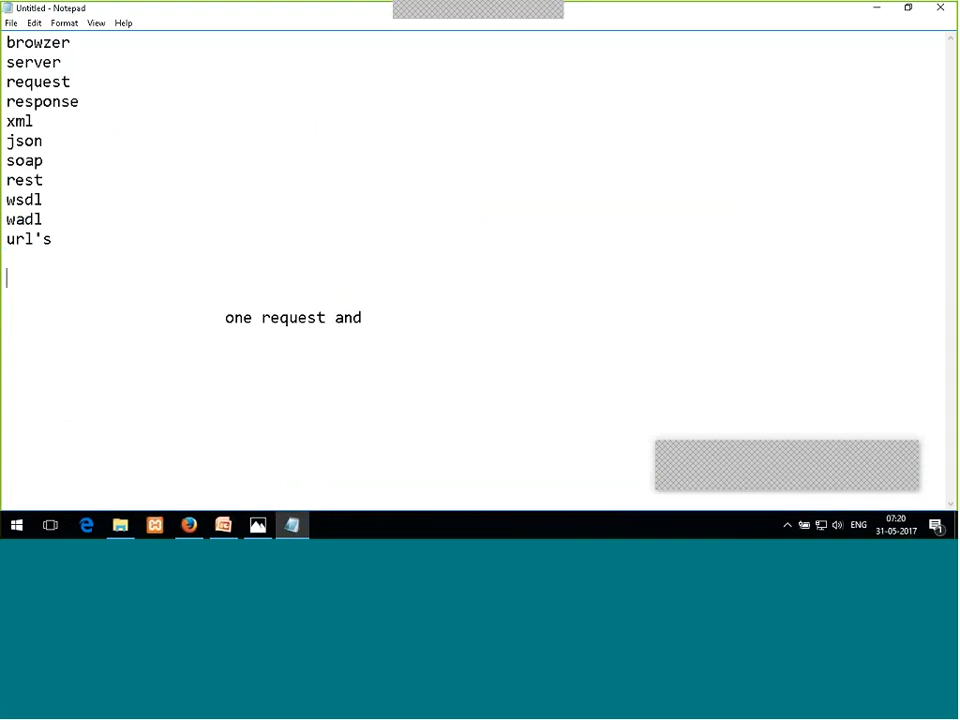 Untitled - Notepad
File Edit Format View Help
browzer
server
request
response
xml
json
soap
rest
wsdl
wadl
url's
one request and
ENG
07:20
31-05-2017
1